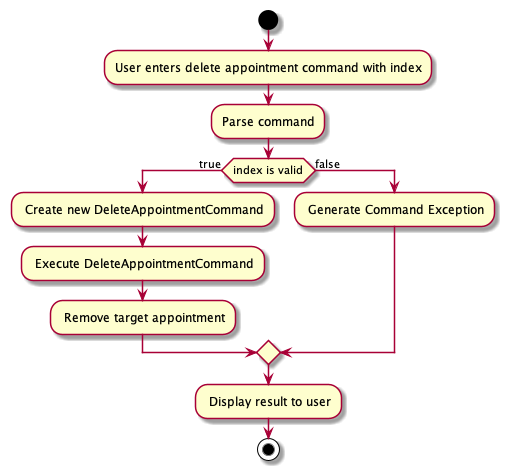 User enters delete appointment command with index
Parse command
true
index is valid
false
Create new DeleteAppointmentCommand
Generate Command Exception
Execute DeleteAppointmentCommand
Remove target appointment
Display result to user